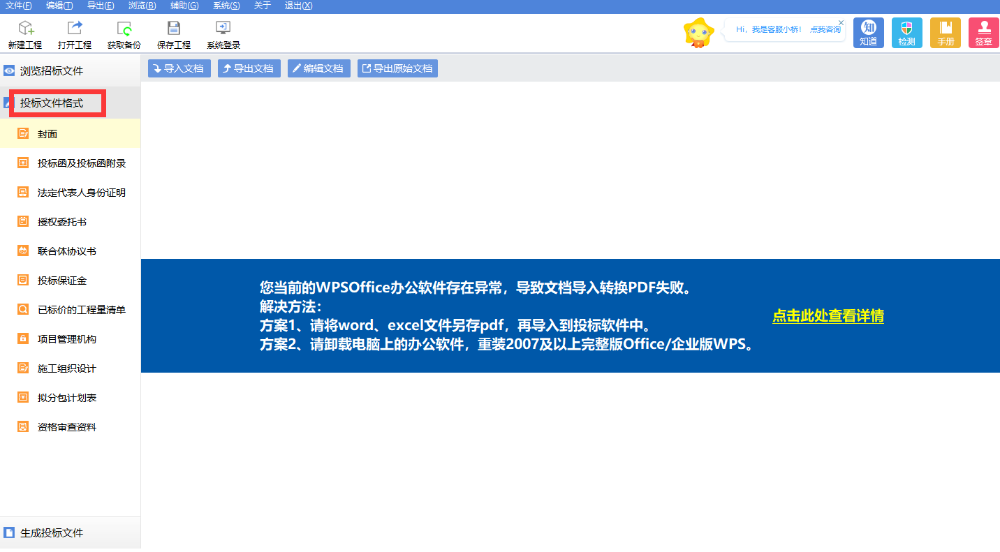 文件(F) 编辑(T) 导出(E) 浏览(B) 辅助(G) 系统(S) 关于 退出(X)
新建工程 打开工程 获取备份 保存工程 系统登录
Hi，我是客服小桥！ 点我咨询
知 知道 检测 手册 签章
浏览招标文件
导入文档 导出文档 编辑文档 导出原始文档
投标文件格式
封面
投标函及投标函附录
法定代表人身份证明
授权委托书
联合体协议书
投标保证金
已标价的工程量清单
项目管理机构
施工组织设计
拟分包计划表
资格审查资料
您当前的WPSOffice办公软件存在异常，导致文档导入转换PDF失败。
解决方法：
方案1、请将word、excel文件另存pdf，再导入到投标软件中。
方案2、请卸载电脑上的办公软件，重装2007及以上完整版Office/企业版WPS。
点击此处查看详情
生成投标文件